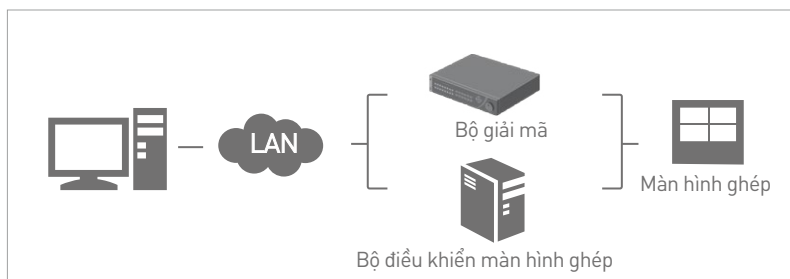 LAN
Bộ giải mã
Màn hình ghép
Bộ điều khiển màn hình ghép